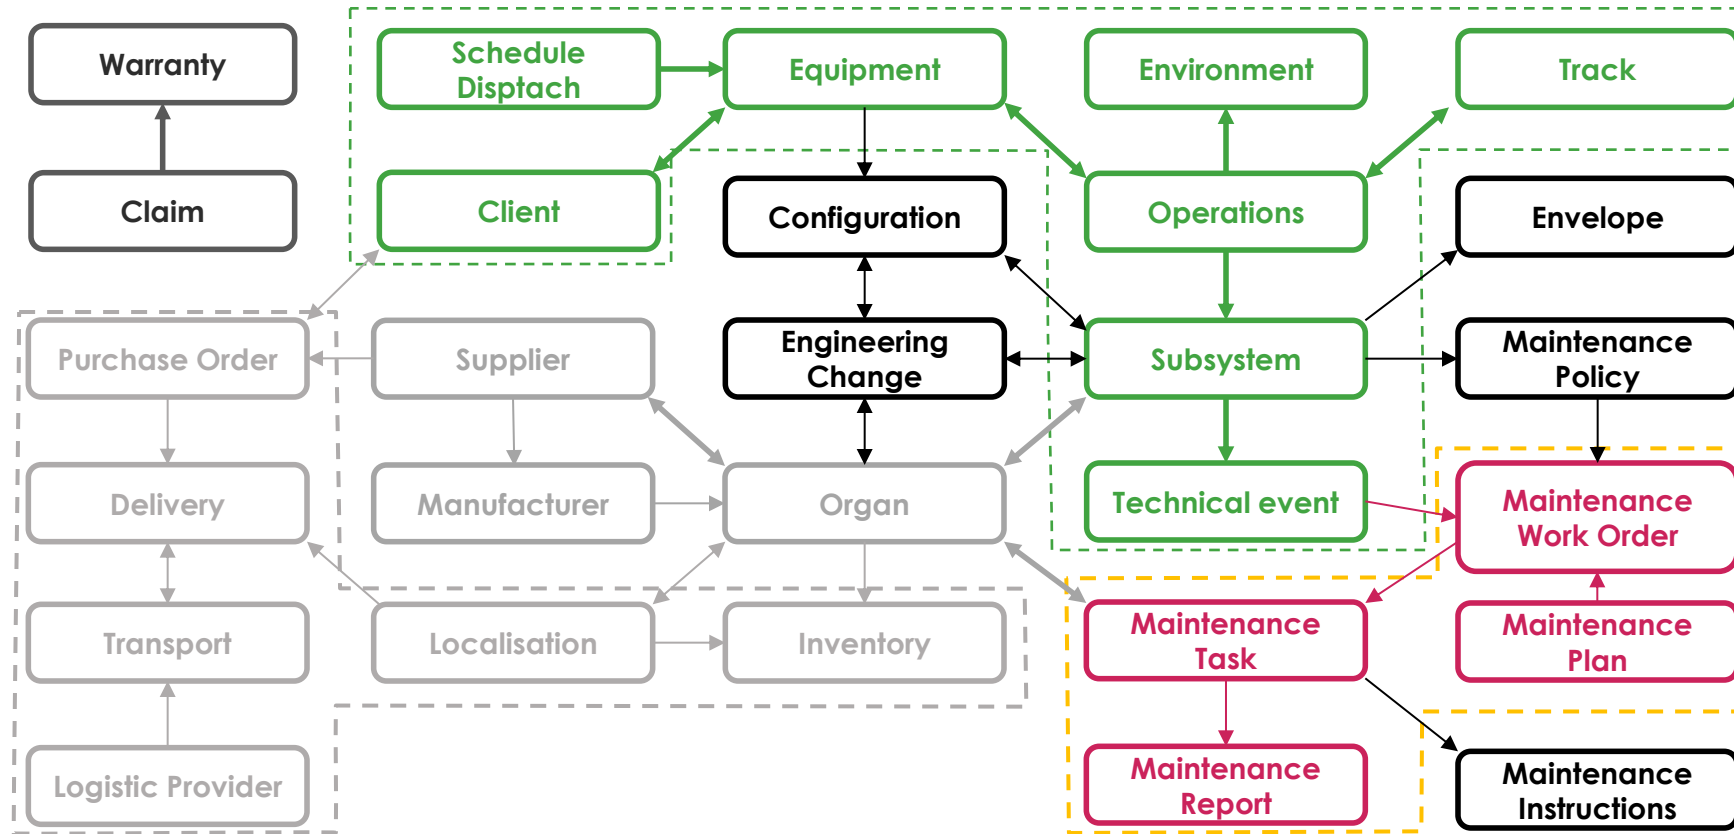 Warranty
Schedule
Disptach
Equipment
Environment
Track
Claim
Client
Configuration
Operations
Envelope
Purchase Order
Supplier
Engineering
Change
Subsystem
Maintenance
Policy
Delivery
Manufacturer
Organ
Technical event
Maintenance
Work Order
Transport
Localisation
Inventory
Maintenance
Task
Maintenance
Plan
Logistic Provider
Maintenance
Report
Maintenance
Instructions